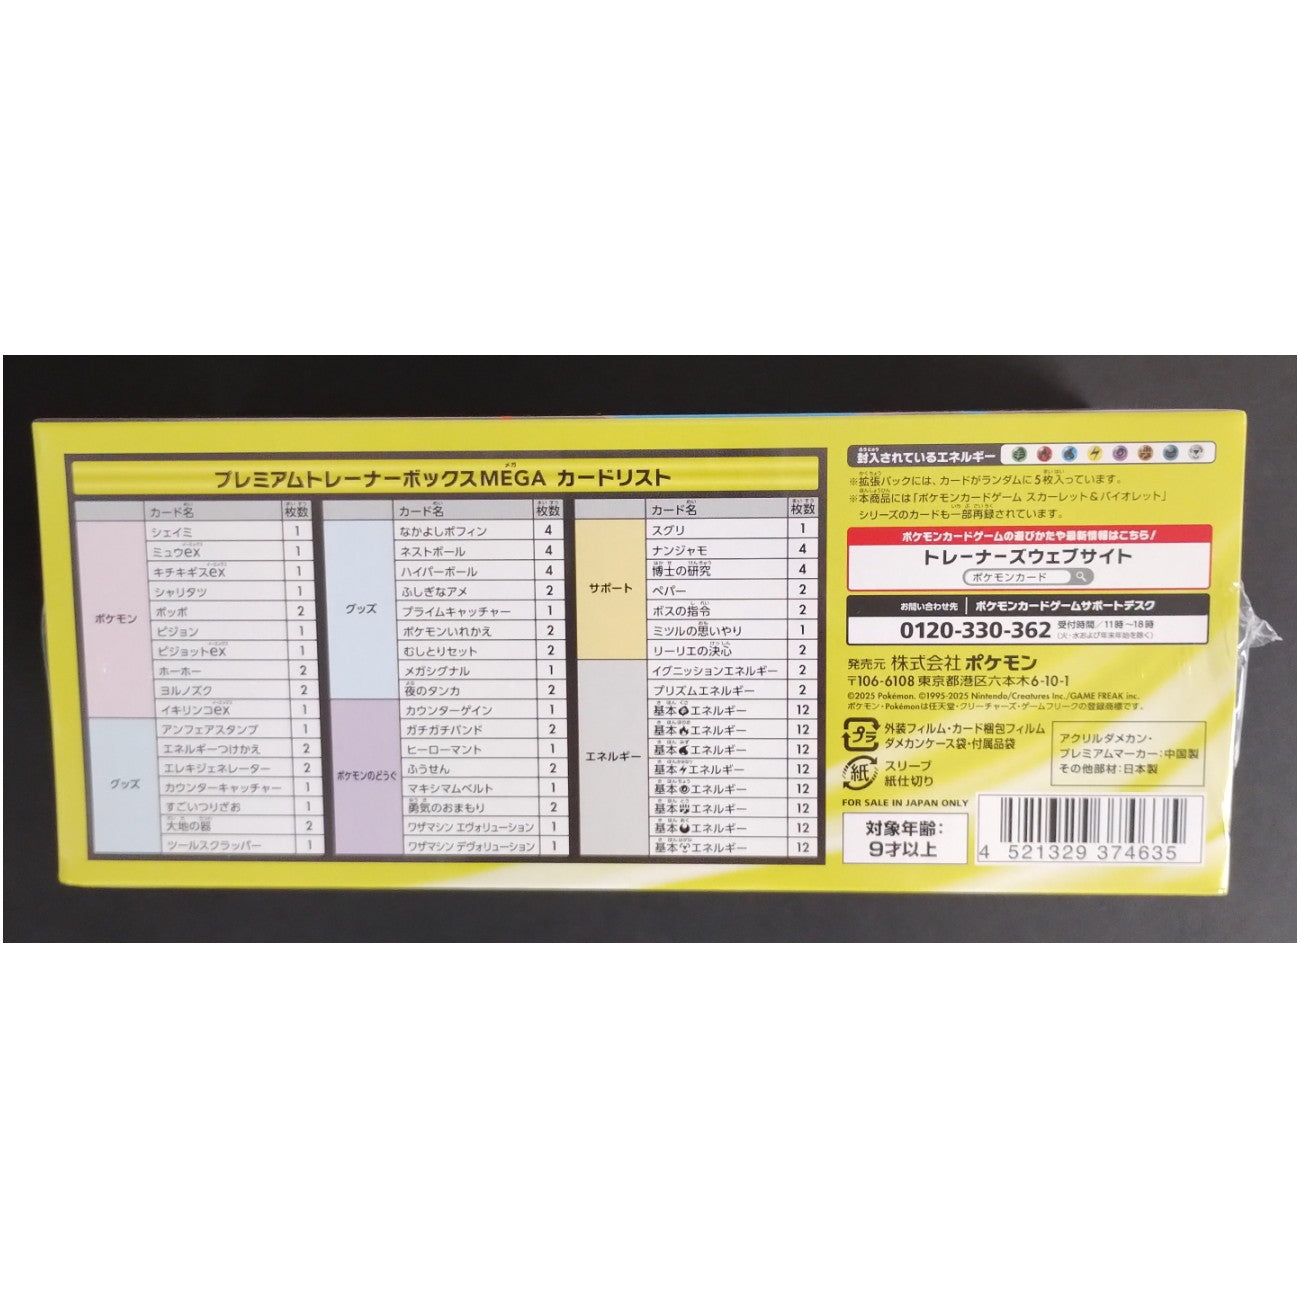 プレミアムトレーナーボックスMEGA カードリスト
カード名 枚数
ポケモン
シェイミ 1
ミュウex 1
キチキギスex 1
シャリタツ 1
ポッポ 2
ピジョン 1
ピジョットex 1
ホーホー 2
ヨルノズク 2
イキリンコex 1
グッズ
アンフェアスタンプ 1
エネルギーつけかえ 2
エレキジェネレーター 2
カウンターキャッチャー 1
すごいつりざお 1
大地の器 2
ツールスクラッパー 1
カード名 枚数
グッズ
なかよしポフィン 4
ネストボール 4
ハイパーボール 4
ふしぎなアメ 2
プライムキャッチャー 1
ポケモンいれかえ 2
むしとりセット 2
メガシグナル 1
夜のタンカ 2
ポケモンのどうぐ
カウンターゲイン 1
ガチガチバンド 2
ヒーローマント 1
ふうせん 2
マキシマムベルト 1
勇気のおまもり 2
ワザマシン エヴォリューション 1
ワザマシン デヴォリューション 1
カード名 枚数
サポート
スグリ 1
ナンジャモ 4
博士の研究 4
ペパー 2
ボスの指令 2
ミツルの思いやり 1
リーリエの決心 2
エネルギー
イグニッションエネルギー 2
プリズムエネルギー 2
基本エネルギー 12
基本エネルギー 12
基本エネルギー 12
基本エネルギー 12
基本エネルギー 12
基本エネルギー 12
基本エネルギー 12
基本エネルギー 12
封入されているエネルギー
※拡張パックには、カードがランダムに5枚入っています。
※本商品には「ポケモンカードゲーム スカーレット&バイオレット」
シリーズのカードも一部再録されています。
ポケモンカードゲームの遊びかたや最新情報はこちら!
トレーナーズウェブサイト
ポケモンカード
お問い合わせ先 ポケモンカードゲームサポートデスク
0120-330-362 受付時間/11時~18時
(火・水および年末年始を除く)
発売元 株式会社 ポケモン
〒106-6108 東京都港区六本木6-10-1
©2025 Pokémon. ©1995-2025 Nintendo/Creatures Inc./GAME FREAK inc.
ポケモン・Pokémonは任天堂・クリーチャーズ・ゲームフリークの登録商標です。
プラ
外装フィルム・カード梱包フィルム
ダメカンケース袋・付属品袋
紙
スリーブ
紙仕切り
アクリルダメカン・
プレミアムマーカー:中国製
その他部材:日本製
FOR SALE IN JAPAN ONLY
対象年齢:
9才以上
4 521329 374635